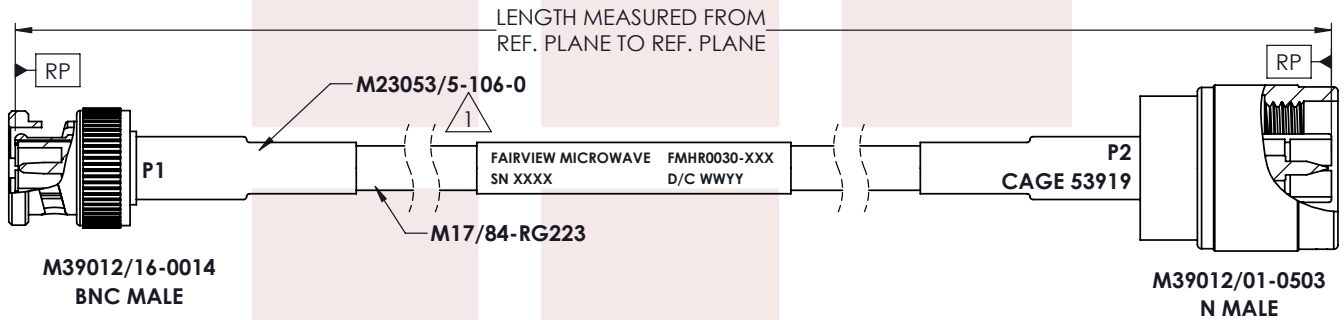 LENGTH MEASURED FROM
REF. PLANE TO REF. PLANE
RP
RP
M23053/5-106-0
1
P1
FAIRVIEW MICROWAVE FMHR0030-XXX
SN XXXX D/C WWYY
P2
CAGE 53919
M17/84-RG223
M39012/16-0014
BNC MALE
M39012/01-0503
N MALE